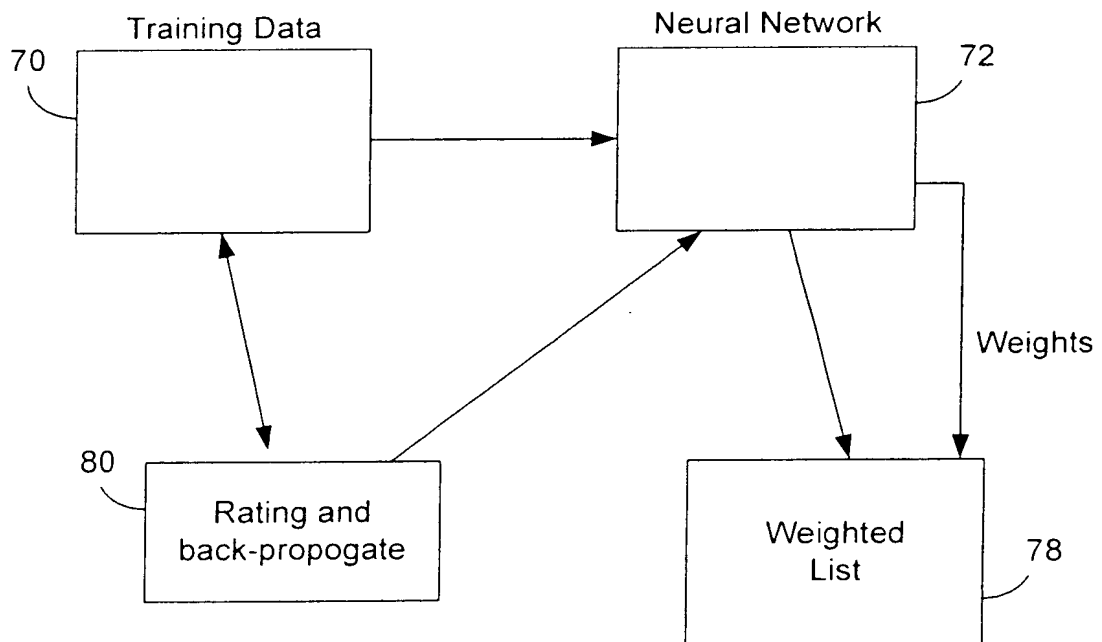 Training Data
Neural Network
70
72
Weights
80
Rating and
back-propogate
Weighted
List
78